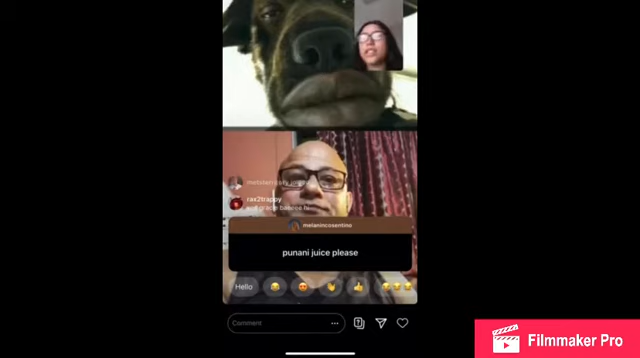 rax2trappy
melanincosentino
punani juice please
Hello
Comment
Filmmaker Pro